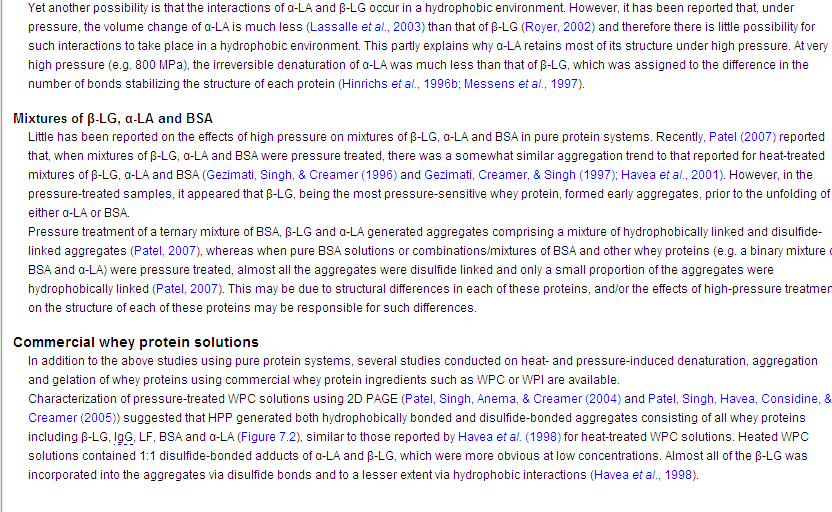 Yet another possibility is that the interactions of α-LA and β-LG occur in a hydrophobic environment. However, it has been reported that, under
pressure, the volume change of α-LA is much less (Lassalle et al., 2003) than that of β-LG (Royer, 2002) and therefore there is little possibility for
such interactions to take place in a hydrophobic environment. This partly explains why α-LA retains most of its structure under high pressure. At very
high pressure (e.g. 800 MPa), the irreversible denaturation of α-LA was much less than that of β-LG, which was assigned to the difference in the
number of bonds stabilizing the structure of each protein (Hinrichs et al., 1996b; Messens et al., 1997).
Mixtures of β-LG, α-LA and BSA
Little has been reported on the effects of high pressure on mixtures of β-LG, α-LA and BSA in pure protein systems. Recently, Patel (2007) reported
that, when mixtures of β-LG, α-LA and BSA were pressure treated, there was a somewhat similar aggregation trend to that reported for heat-treated
mixtures of β-LG, α-LA and BSA (Gezimati, Singh, & Creamer (1996) and Gezimati, Creamer, & Singh (1997); Havea et al., 2001). However, in the
pressure-treated samples, it appeared that β-LG, being the most pressure-sensitive whey protein, formed early aggregates, prior to the unfolding of
either α-LA or BSA.
Pressure treatment of a ternary mixture of BSA, β-LG and α-LA generated aggregates comprising a mixture of hydrophobically linked and disulfide-
linked aggregates (Patel, 2007), whereas when pure BSA solutions or combinations/mixtures of BSA and other whey proteins (e.g. a binary mixture
BSA and α-LA) were pressure treated, almost all the aggregates were disulfide linked and only a small proportion of the aggregates were
hydrophobically linked (Patel, 2007). This may be due to structural differences in each of these proteins, and/or the effects of high-pressure treatmen
on the structure of each of these proteins may be responsible for such differences.
Commercial whey protein solutions
In addition to the above studies using pure protein systems, several studies conducted on heat- and pressure-induced denaturation, aggregation
and gelation of whey proteins using commercial whey protein ingredients such as WPC or WPI are available.
Characterization of pressure-treated WPC solutions using 2D PAGE (Patel, Singh, Anema, & Creamer (2004) and Patel, Singh, Havea, Considine, &
Creamer (2005)) suggested that HPP generated both hydrophobically bonded and disulfide-bonded aggregates consisting of all whey proteins
including β-LG, IgG, LF, BSA and α-LA (Figure 7.2), similar to those reported by Havea et al. (1998) for heat-treated WPC solutions. Heated WPC
solutions contained 1:1 disulfide-bonded adducts of α-LA and β-LG, which were more obvious at low concentrations. Almost all of the β-LG was
incorporated into the aggregates via disulfide bonds and to a lesser extent via hydrophobic interactions (Havea et al., 1998).